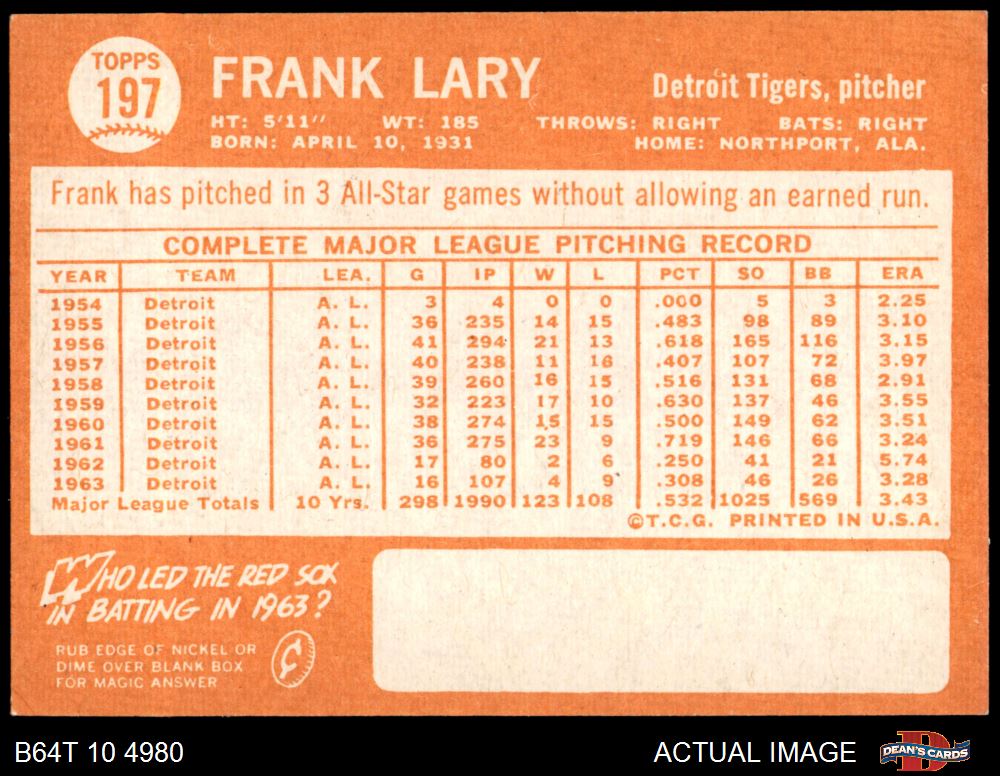 TOPPS
197
FRANK LARY
Detroit Tigers, pitcher
HT: 5'11" WT: 185 THROWS: RIGHT BATS: RIGHT
BORN: APRIL 10, 1931 HOME: NORTHPORT, ALA.
Frank has pitched in 3 All-Star games without allowing an earned run.
COMPLETE MAJOR LEAGUE PITCHING RECORD
YEAR TEAM LEA. G IP W L PCT SO BB ERA
1954 Detroit A. L. 3 4 0 0 .000 5 3 2.25
1955 Detroit A. L. 36 235 14 15 .483 98 89 3.10
1956 Detroit A. L. 41 294 21 13 .618 165 116 3.15
1957 Detroit A. L. 40 238 11 16 .407 107 72 3.97
1958 Detroit A. L. 39 260 16 15 .516 131 68 2.91
1959 Detroit A. L. 32 223 17 10 .630 137 46 3.55
1960 Detroit A. L. 38 274 15 15 .500 149 62 3.51
1961 Detroit A. L. 36 275 23 9 .719 146 66 3.24
1962 Detroit A. L. 17 80 2 6 .250 41 21 5.74
1963 Detroit A. L. 16 107 4 9 .308 46 26 3.28
Major League Totals 10 Yrs. 298 1990 123 108 .532 1025 569 3.43
©T.C.G. PRINTED IN U.S.A.
WHO LED THE RED SOX
IN BATTING IN 1963?
RUB EDGE OF NICKEL OR
DIME OVER BLANK BOX
FOR MAGIC ANSWER
¢
B64T 10 4980
ACTUAL IMAGE
D
DEAN'S CARDS